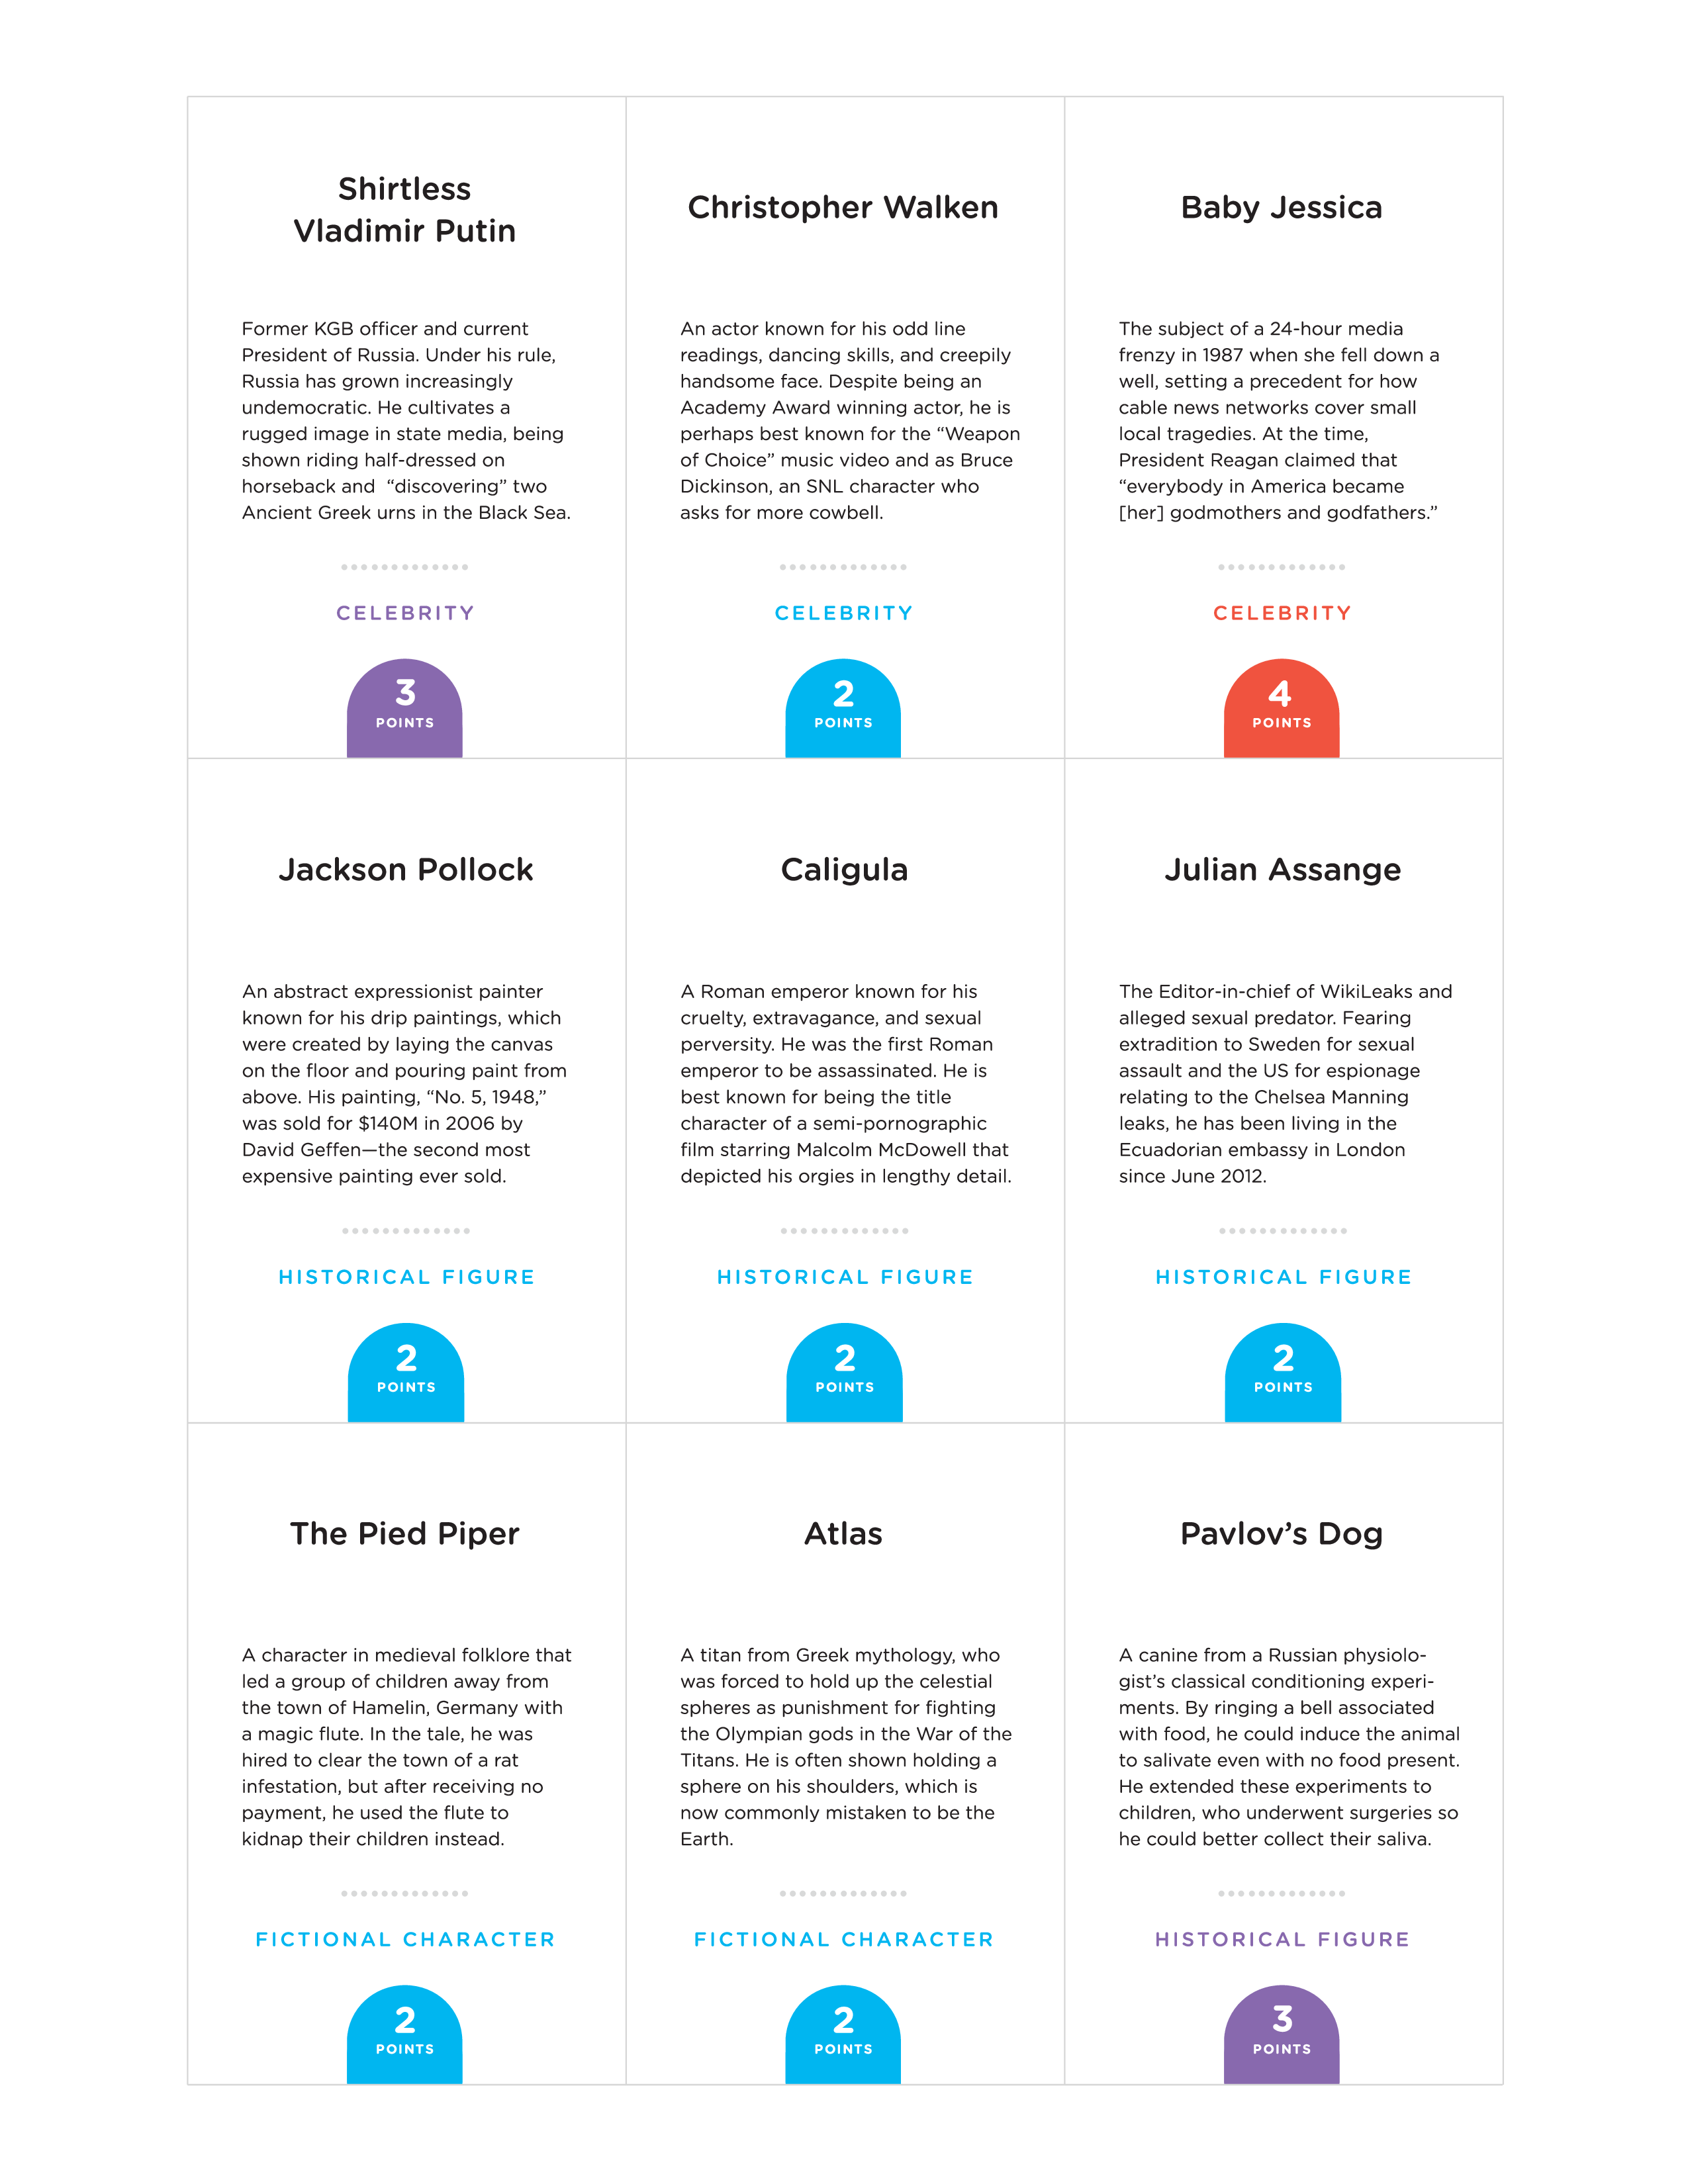 Shirtless
Vladimir Putin
Former KGB officer and current
President of Russia. Under his rule,
Russia has grown increasingly
undemocratic. He cultivates a
rugged image in state media, being
shown riding half-dressed on
horseback and “discovering” two
Ancient Greek urns in the Black Sea.
CELEBRITY
3
POINTS
Christopher Walken
An actor known for his odd line
readings, dancing skills, and creepily
handsome face. Despite being an
Academy Award winning actor, he is
perhaps best known for the “Weapon
of Choice” music video and as Bruce
Dickinson, an SNL character who
asks for more cowbell.
CELEBRITY
2
POINTS
Baby Jessica
The subject of a 24-hour media
frenzy in 1987 when she fell down a
well, setting a precedent for how
cable news networks cover small
local tragedies. At the time,
President Reagan claimed that
“everybody in America became
[her] godmothers and godfathers.”
CELEBRITY
4
POINTS
Jackson Pollock
An abstract expressionist painter
known for his drip paintings, which
were created by laying the canvas
on the floor and pouring paint from
above. His painting, “No. 5, 1948,”
was sold for $140M in 2006 by
David Geffen—the second most
expensive painting ever sold.
HISTORICAL FIGURE
2
POINTS
Caligula
A Roman emperor known for his
cruelty, extravagance, and sexual
perversity. He was the first Roman
emperor to be assassinated. He is
best known for being the title
character of a semi-pornographic
film starring Malcolm McDowell that
depicted his orgies in lengthy detail.
HISTORICAL FIGURE
2
POINTS
Julian Assange
The Editor-in-chief of WikiLeaks and
alleged sexual predator. Fearing
extradition to Sweden for sexual
assault and the US for espionage
relating to the Chelsea Manning
leaks, he has been living in the
Ecuadorian embassy in London
since June 2012.
HISTORICAL FIGURE
2
POINTS
The Pied Piper
A character in medieval folklore that
led a group of children away from
the town of Hamelin, Germany with
a magic flute. In the tale, he was
hired to clear the town of a rat
infestation, but after receiving no
payment, he used the flute to
kidnap their children instead.
FICTIONAL CHARACTER
2
POINTS
Atlas
A titan from Greek mythology, who
was forced to hold up the celestial
spheres as punishment for fighting
the Olympian gods in the War of the
Titans. He is often shown holding a
sphere on his shoulders, which is
now commonly mistaken to be the
Earth.
FICTIONAL CHARACTER
2
POINTS
Pavlov’s Dog
A canine from a Russian physiolo-
gist’s classical conditioning experi-
ments. By ringing a bell associated
with food, he could induce the animal
to salivate even with no food present.
He extended these experiments to
children, who underwent surgeries so
he could better collect their saliva.
HISTORICAL FIGURE
3
POINTS